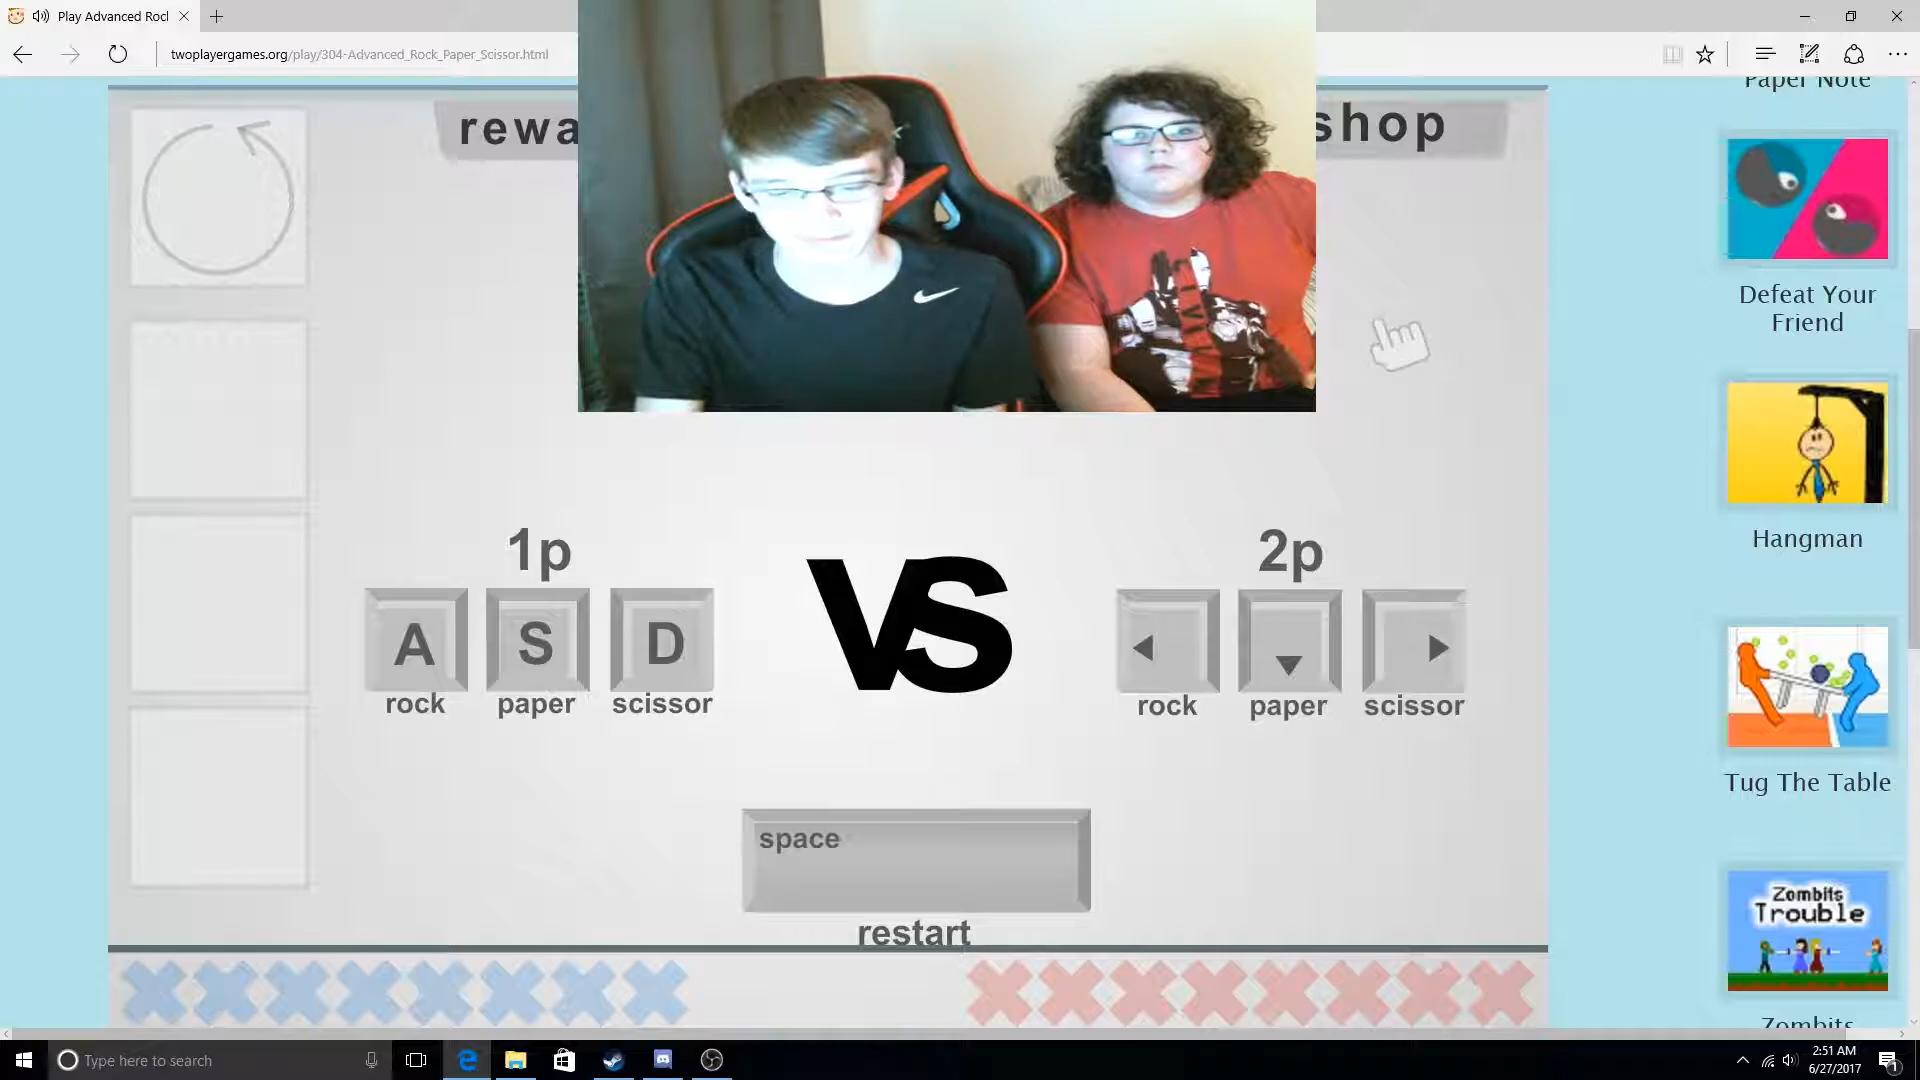 Play Advanced Rocl
twoplayergames.org/play/304-Advanced_Rock_Paper_Scissor.html
Paper Note
rewa
shop
Defeat Your
Friend
Hangman
1p
VS
2p
A S D
rock paper scissor
rock paper scissor
Tug The Table
space
restart
Zombits
Trouble
Zombits
Type here to search
2:51 AM
6/27/2017
1